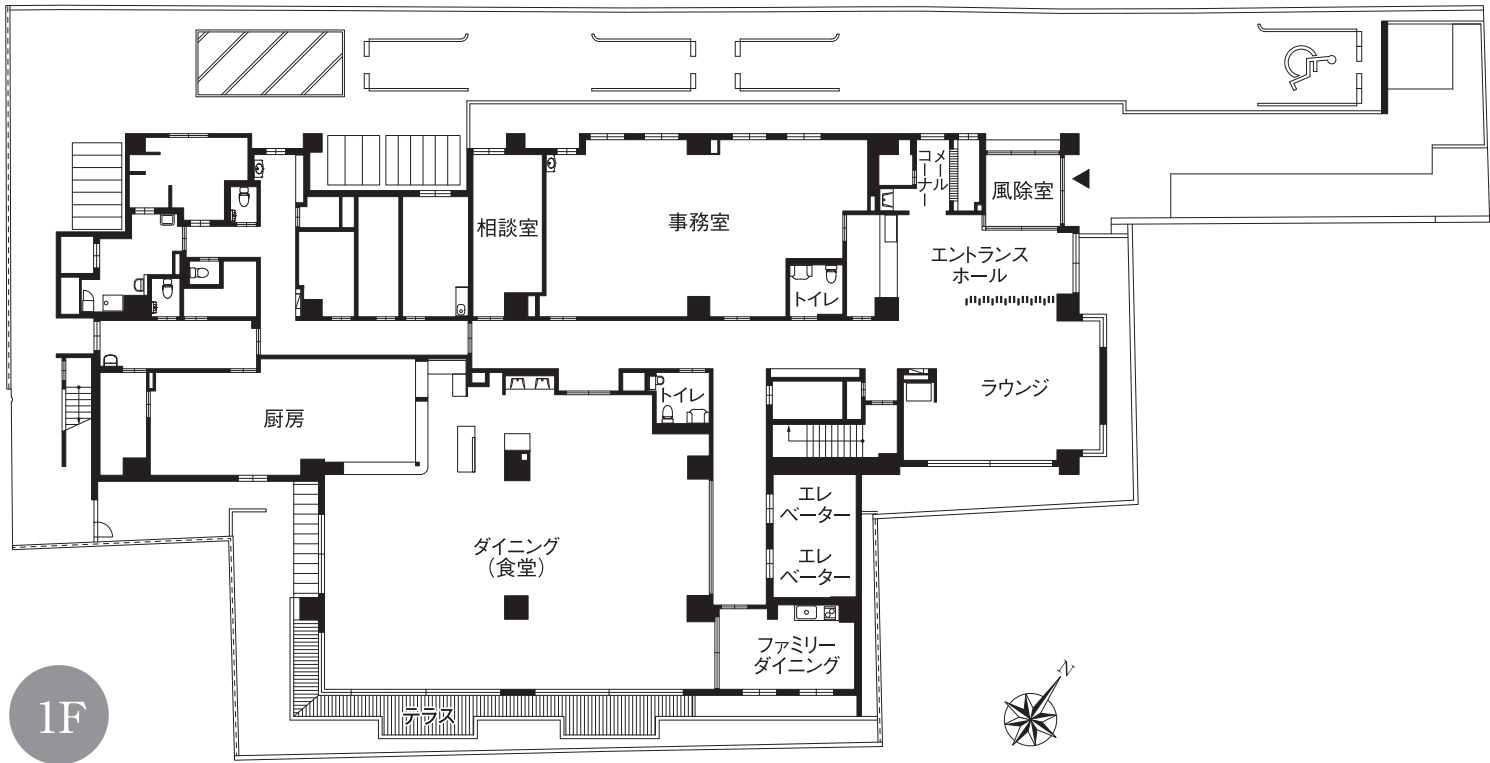 メール
コーナー
風除室
相談室
事務室
エントランス
ホール
トイレ
ラウンジ
トイレ
厨房
エレ
ベーター
エレ
ベーター
ダイニング
(食堂)
ファミリー
ダイニング
テラス
N
1F